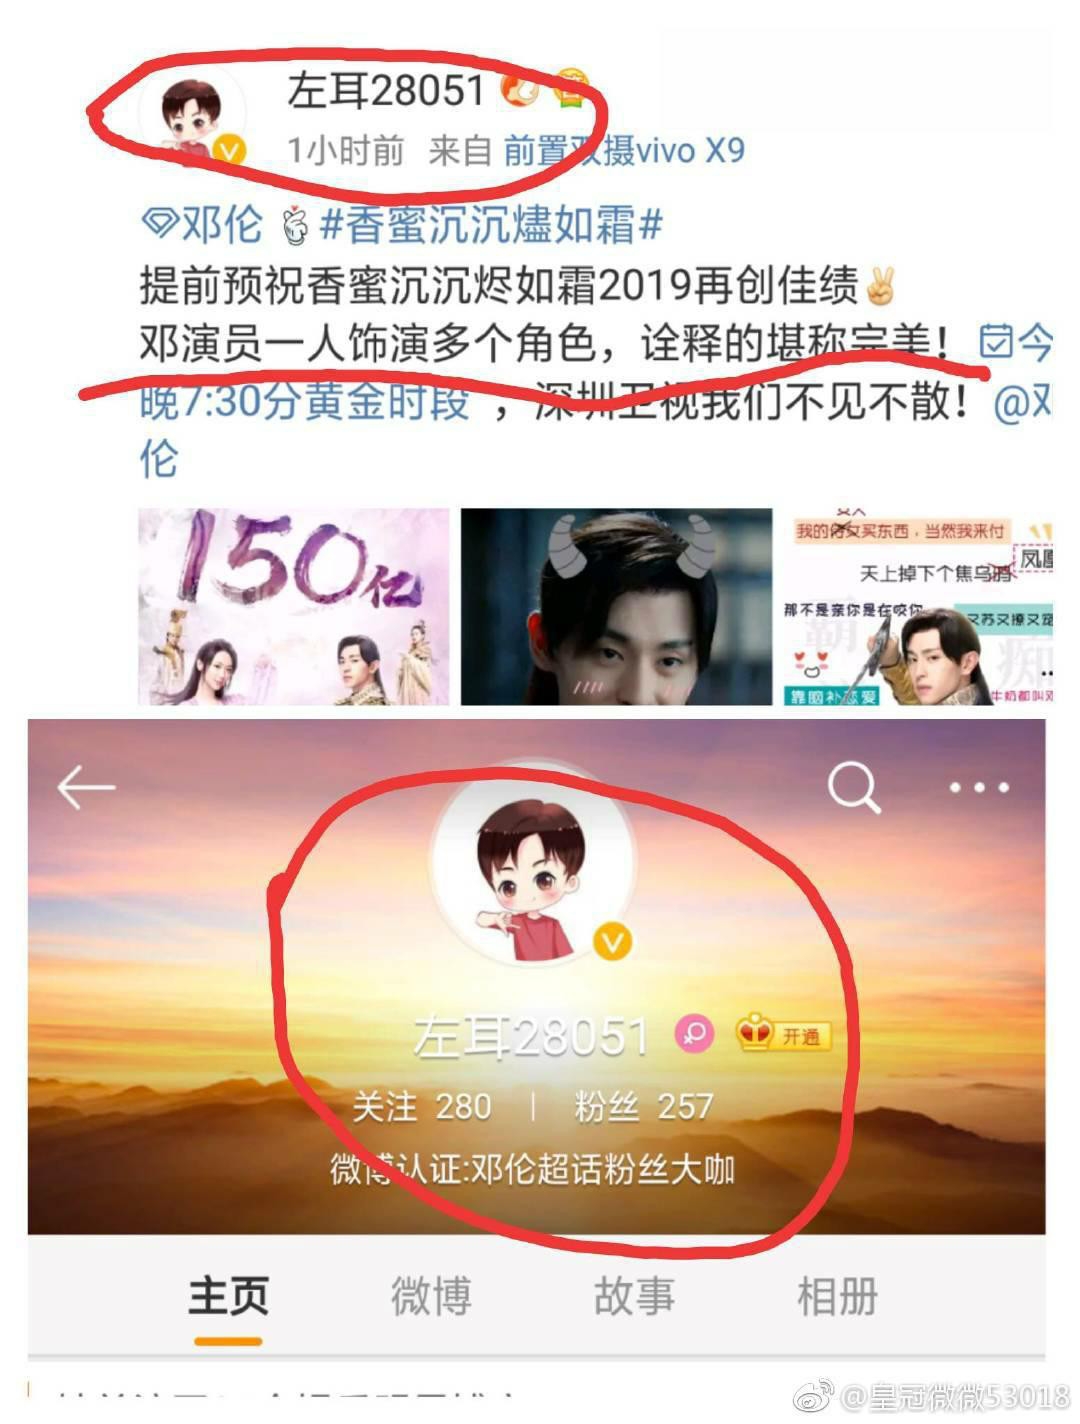 左耳28051
1小时前 来自 前置双摄vivo X9
邓伦 #香蜜沉沉燼如霜#
提前预祝香蜜沉沉烬如霜2019再创佳绩✌
邓演员一人饰演多个角色，诠释的堪称完美！今
晚7:30分黄金时段 ，深圳卫视我们不见不散！@邓
伦
150亿
我的仔女买东西，当然我来付
凤凰
天上掉下个焦乌鸦
那不是亲你是在咬你
又苏又撩又宠
霸
痴
靠脑补恋爱
牛奶都叫邓
左耳28051
开通
关注 280 | 粉丝 257
微博认证:邓伦超话粉丝大咖
主页 微博 故事 相册
@皇冠微微53018